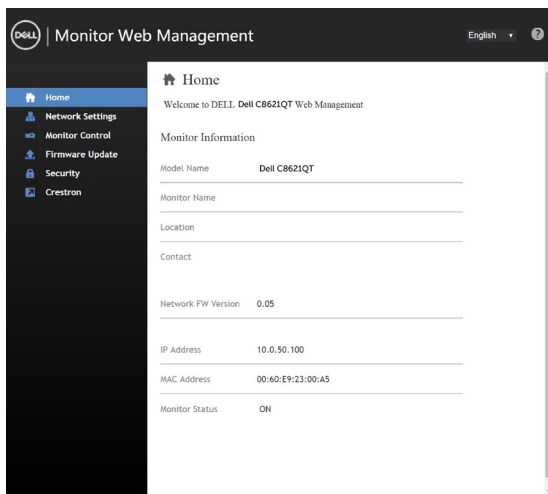 DELL | Monitor Web Management
English ?
Home
Network Settings
Monitor Control
Firmware Update
Security
Crestron
Home
Welcome to DELL Dell C8621QT Web Management
Monitor Information
Model Name Dell C8621QT
Monitor Name
Location
Contact
Network FW Version 0.05
IP Address 10.0.50.100
MAC Address 00:60:E9:23:00:A5
Monitor Status ON